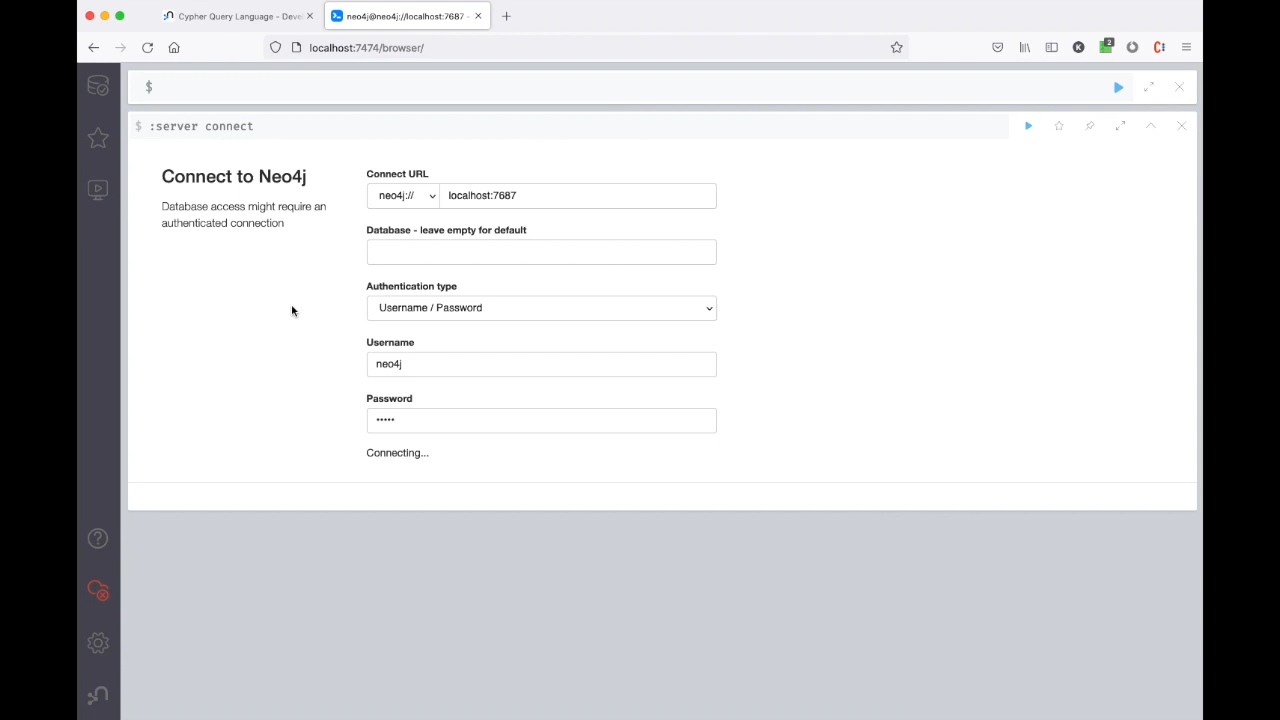 Cypher Query Language - Deve
neo4j@neo4j://localhost:7687 -
localhost:7474/browser/
2
K
$
$ :server connect
Connect to Neo4j
Database access might require an
authenticated connection
Connect URL
neo4j://
localhost:7687
Database - leave empty for default
Authentication type
Username / Password
Username
neo4j
Password
•••••
Connecting...